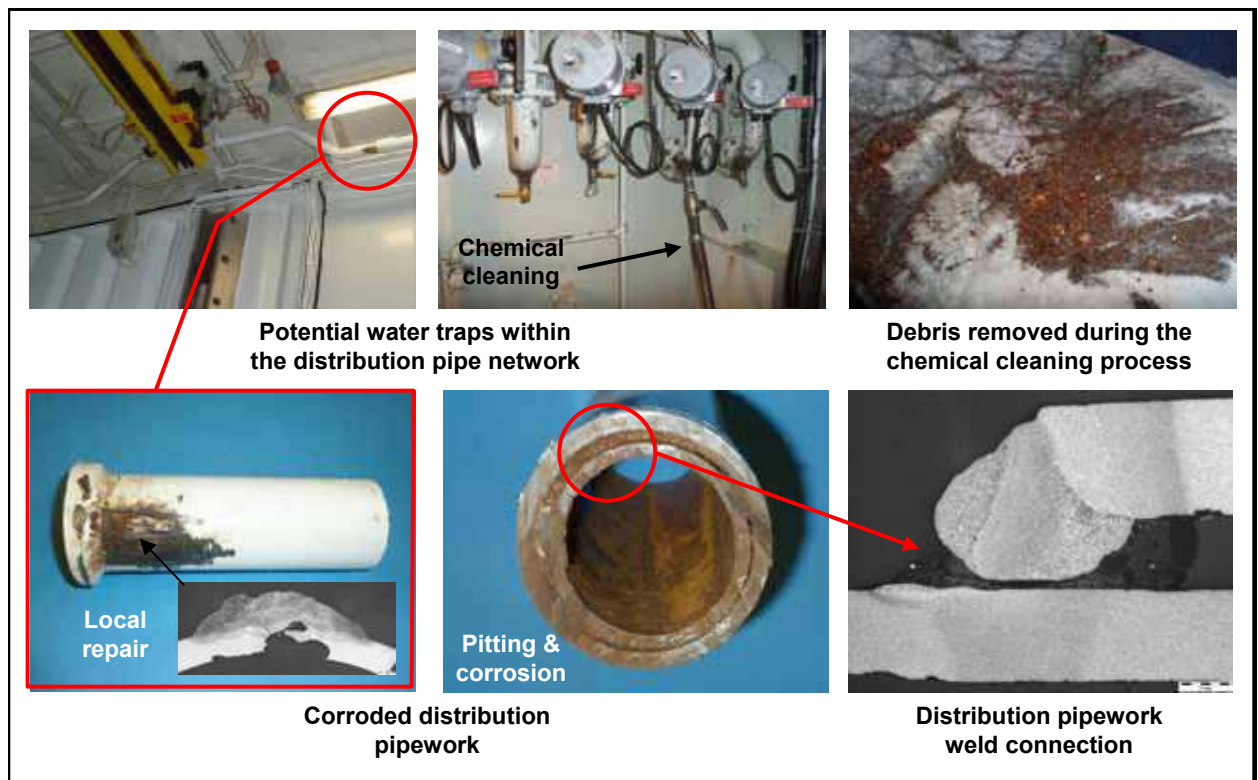 Chemical
cleaning
Potential water traps within
the distribution pipe network
Debris removed during the
chemical cleaning process
Local
repair
Pitting &
corrosion
Corroded distribution
pipework
Distribution pipework
weld connection